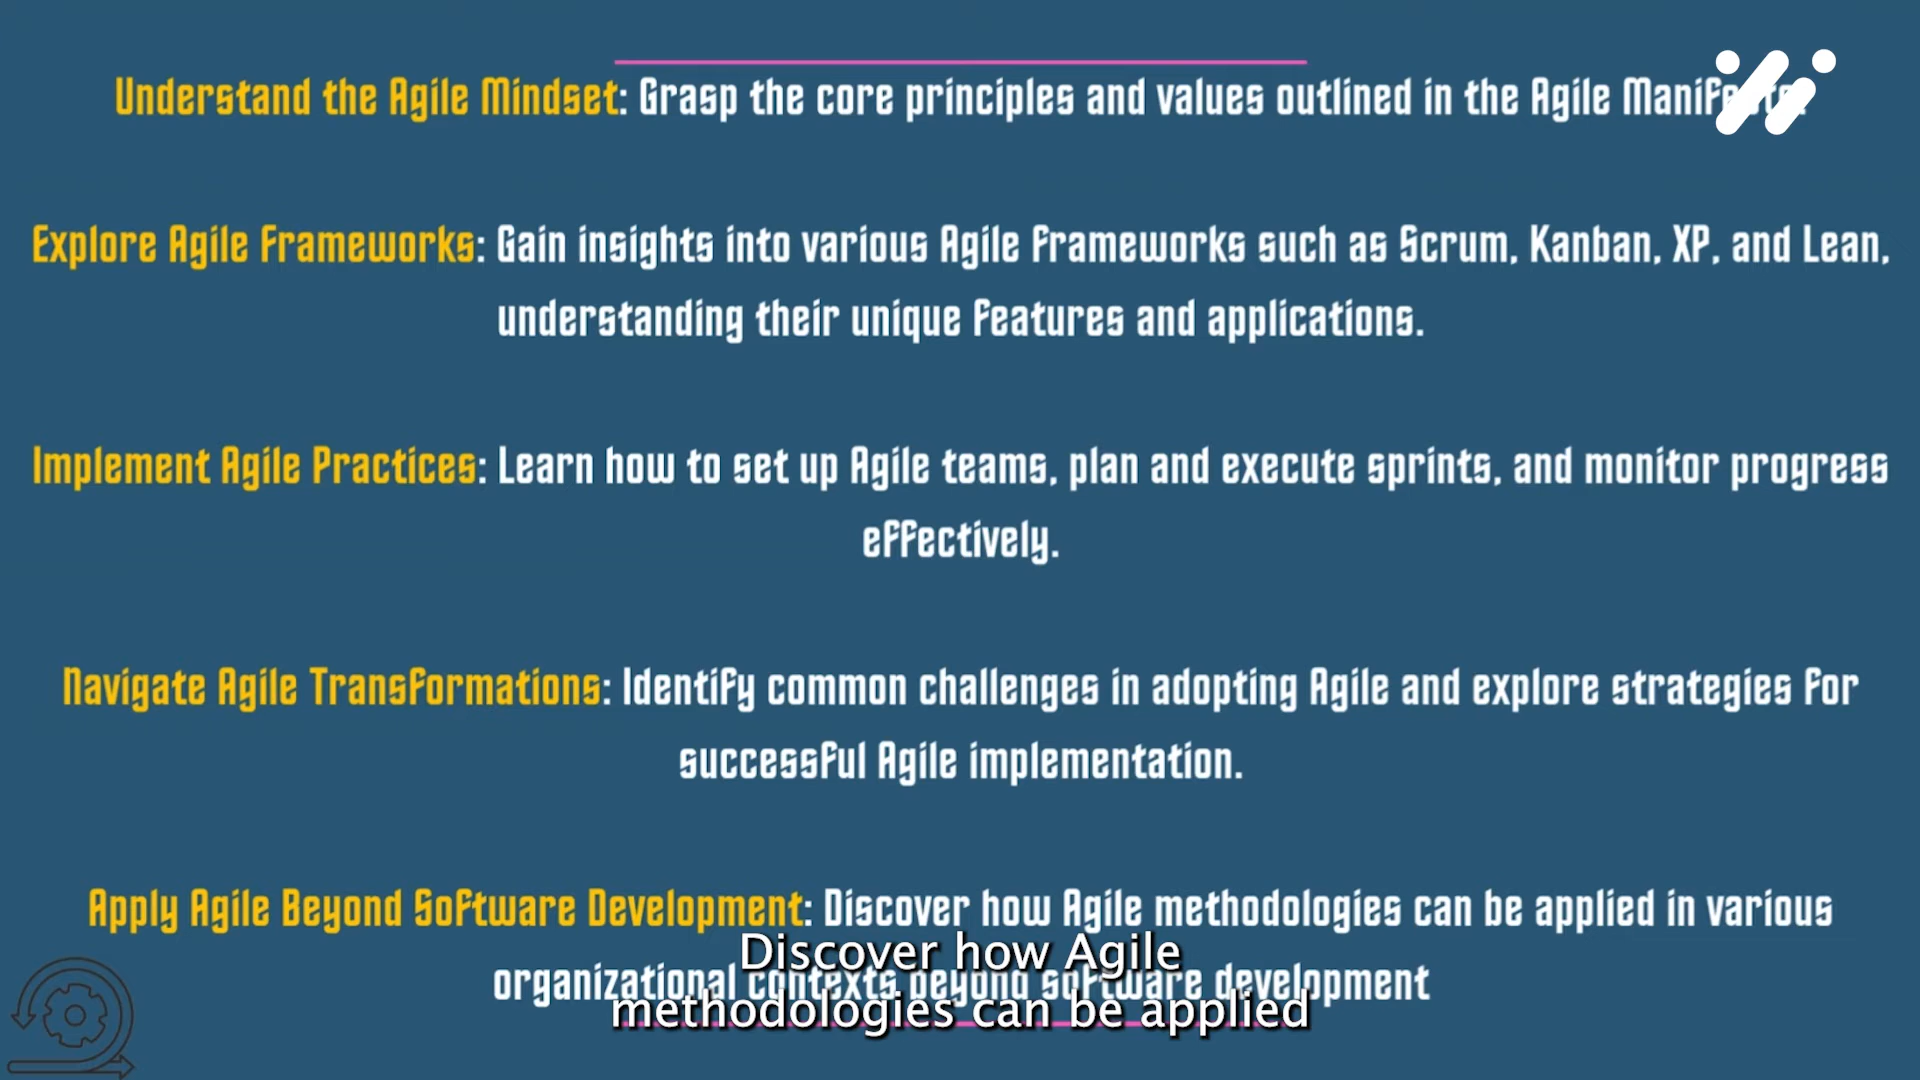 Understand the Agile Mindset: Grasp the core principles and values outlined in the Agile Manifesto.
Explore Agile Frameworks: Gain insights into various Agile frameworks such as Scrum, Kanban, XP, and Lean,
understanding their unique features and applications.
Implement Agile Practices: Learn how to set up Agile teams, plan and execute sprints, and monitor progress
effectively.
Navigate Agile Transformations: Identify common challenges in adopting Agile and explore strategies for
successful Agile implementation.
Apply Agile Beyond Software Development: Discover how Agile methodologies can be applied in various
organizational contexts beyond software development
Discover how Agile
methodologies can be applied